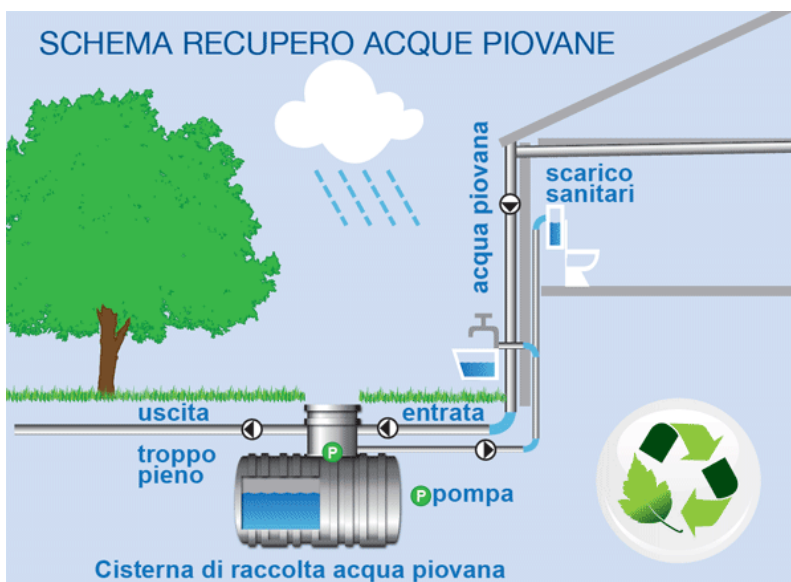 SCHEMA RECUPERO ACQUE PIOVANE
acqua piovana
scarico
sanitari
uscita
entrata
troppo
pieno
P
P pompa
Cisterna di raccolta acqua piovana